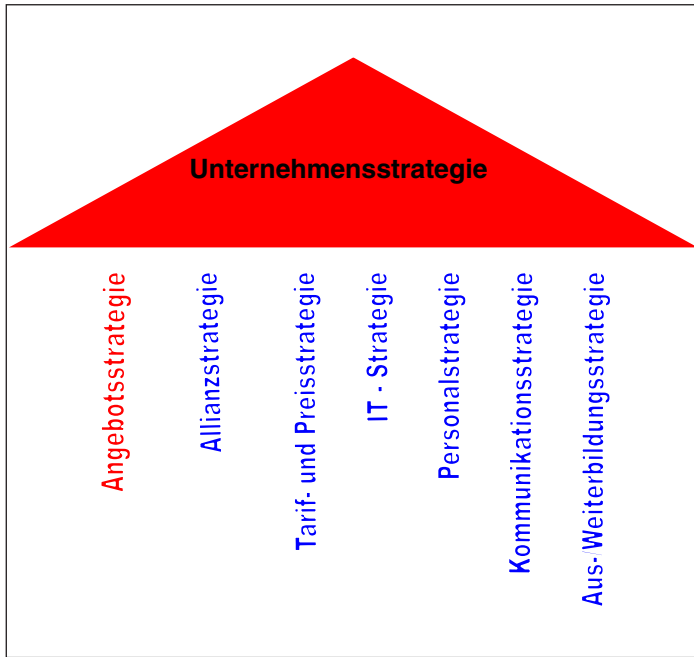 Unternehmensstrategie
Angebotsstrategie
Allianzstrategie
Tarif- und Preisstrategie
IT - Strategie
Personalstrategie
Kommunikationsstrategie
Aus-/Weiterbildungsstrategie